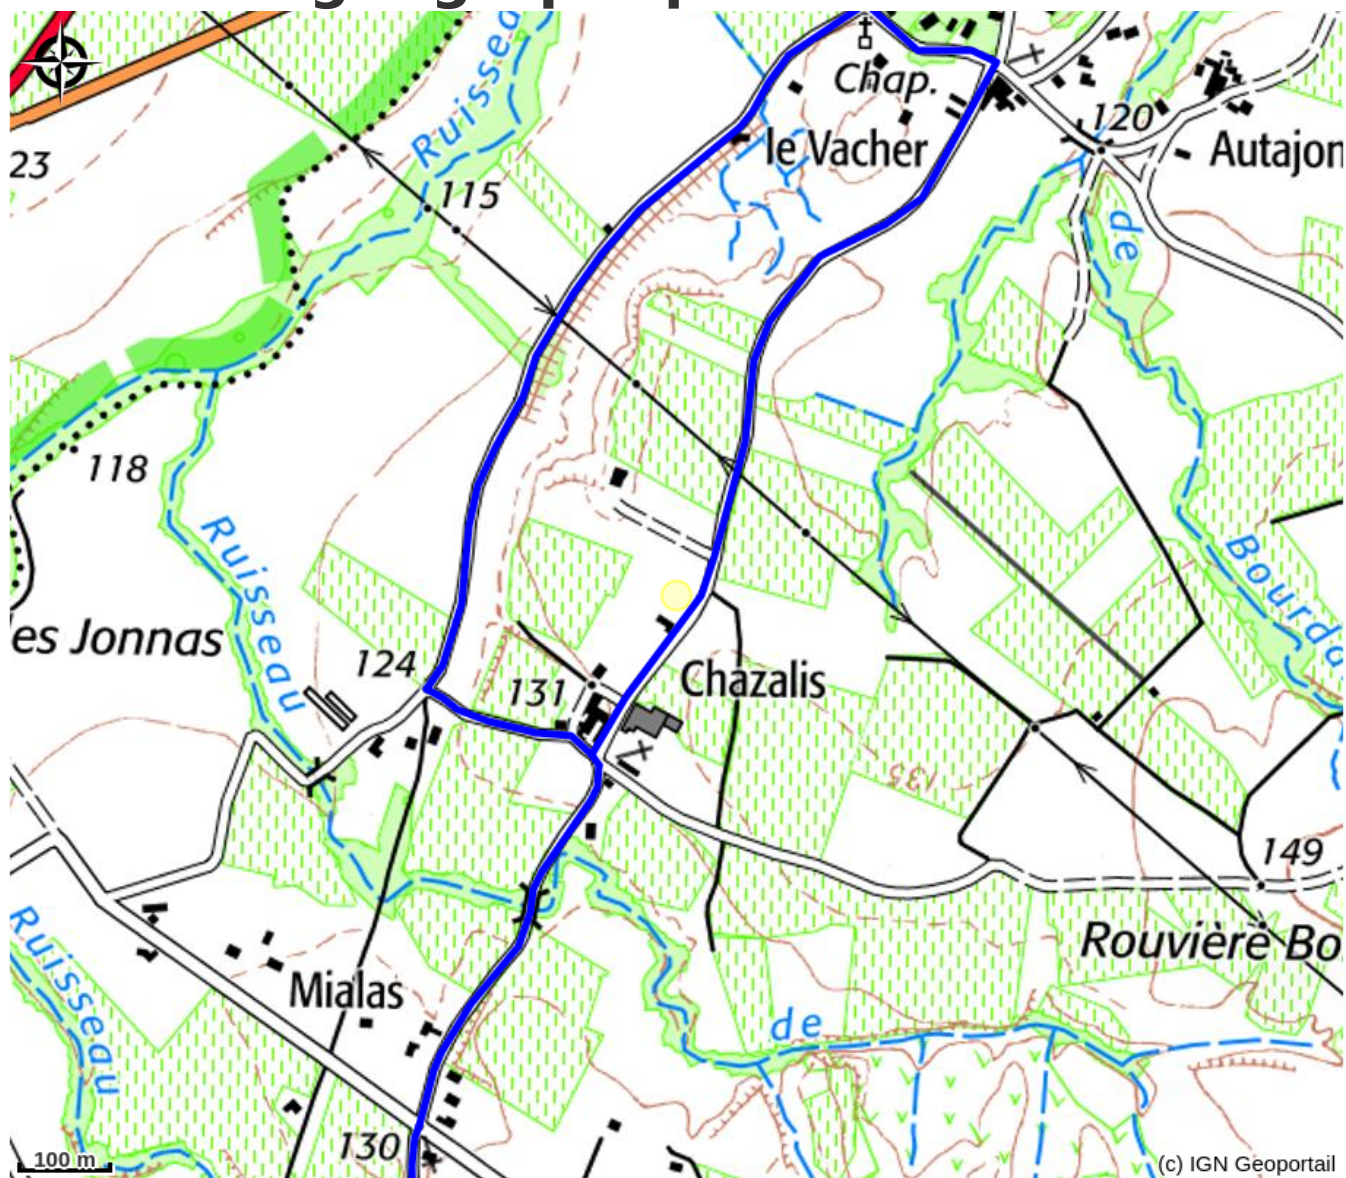 Ruissea
Chap.
120
le Vacher
Autajon
23
115
de
118
Ruisseau
Bourda
es Jonnas
124
131
Chazalis
135
149
Ruisseau
Rouvière Bo
Mialas
de
130
100 m
(c) IGN Geoportail